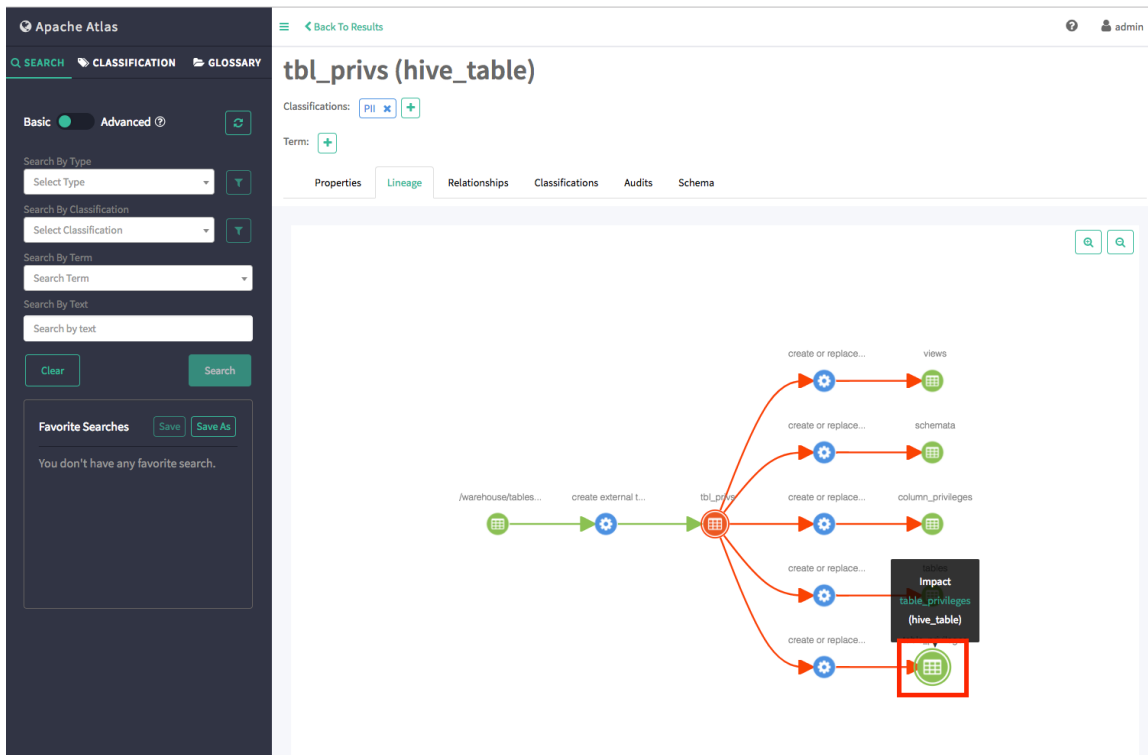 Apache Atlas
Back To Results
admin
SEARCH CLASSIFICATION GLOSSARY
tbl_privs (hive_table)
Classifications: PII
Term:
Basic Advanced
Properties Lineage Relationships Classifications Audits Schema
Search By Type
Select Type
Search By Classification
Select Classification
Search By Term
Search Term
Search By Text
Search by text
Clear Search
Favorite Searches Save Save As
You don't have any favorite search.
create or replace... views
create or replace... schemata
/warehouse/tables... create external t... tbl_privs create or replace... column_privileges
create or replace... tables
Impact
table_privileges
(hive_table)
create or replace...